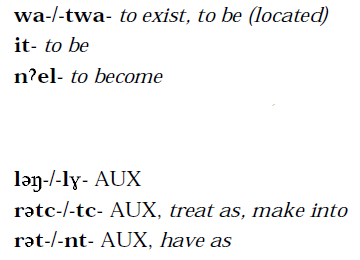 wa-/-twa- to exist, to be (located)
it- to be
nˀel- to become
ləŋ-/-lɣ- AUX
rətc-/-tc- AUX, treat as, make into
rət-/-nt- AUX, have as